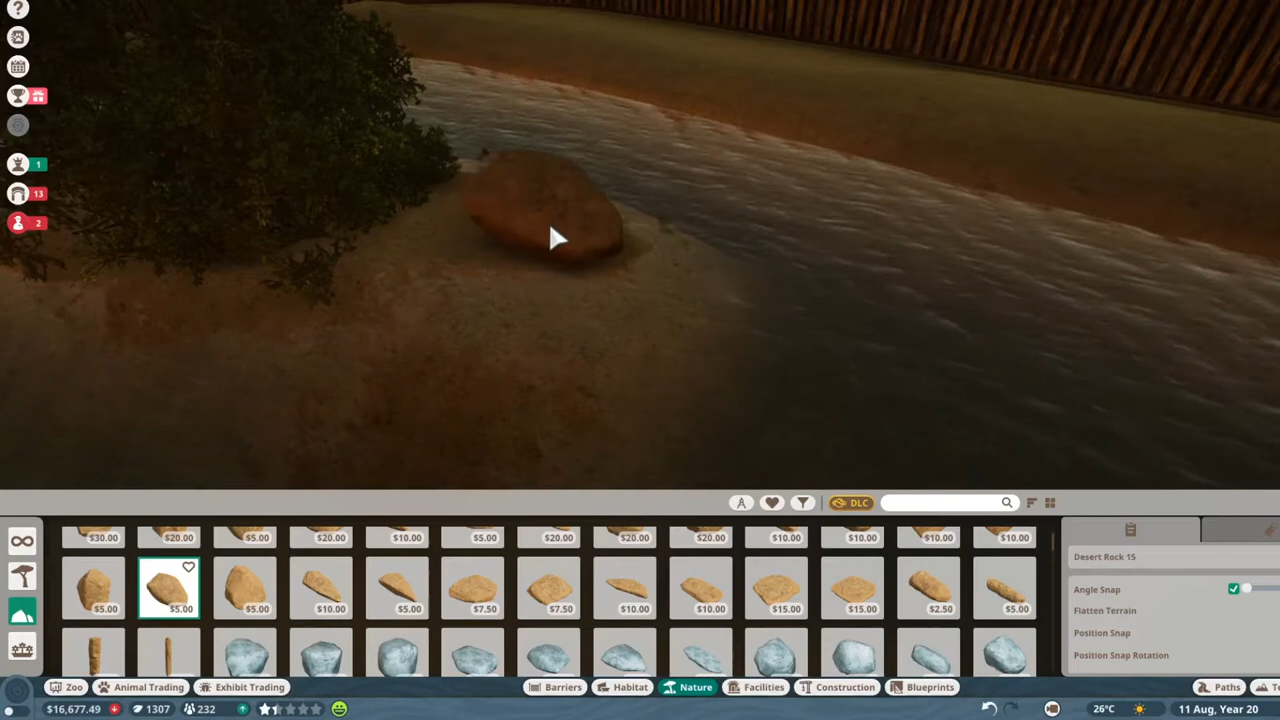 ?
1
13
2
A
DLC
$30.00 $20.00 $5.00 $20.00 $10.00 $5.00 $20.00 $20.00 $20.00 $10.00 $10.00 $10.00 $10.00
$5.00 $5.00 $5.00 $10.00 $5.00 $7.50 $7.50 $10.00 $10.00 $15.00 $15.00 $2.50 $5.00
Desert Rock 15
Angle Snap
Flatten Terrain
Position Snap
Position Snap Rotation
Zoo Animal Trading Exhibit Trading Barriers Habitat Nature Facilities Construction Blueprints Paths Te
$16,677.49 1307 232 26°C 11 Aug, Year 20